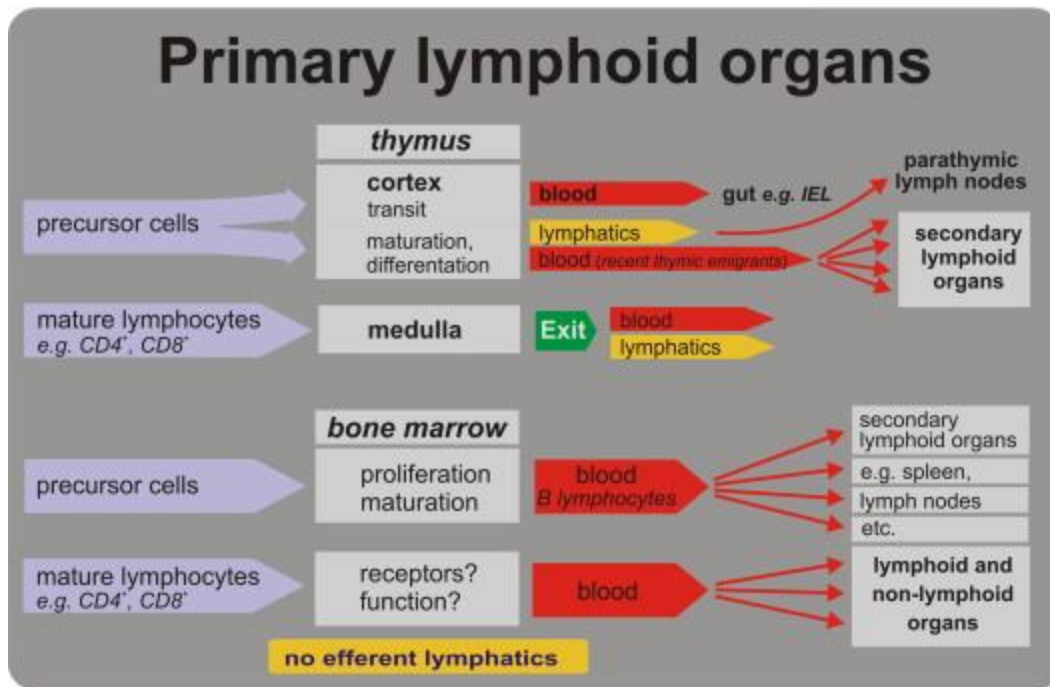 Primary lymphoid organs
thymus
precursor cells
cortex
transit
maturation,
differentation
blood
gut e.g. IEL
lymphatics
blood (recent thymic emigrants)
parathymic
lymph nodes
secondary
lymphoid
organs
mature lymphocytes
e.g. CD4⁺, CD8⁺
medulla
Exit
blood
lymphatics
bone marrow
precursor cells
proliferation
maturation
blood
B lymphocytes
secondary
lymphoid organs
e.g. spleen,
lymph nodes
etc.
mature lymphocytes
e.g. CD4⁺, CD8⁺
receptors?
function?
blood
lymphoid and
non-lymphoid
organs
no efferent lymphatics